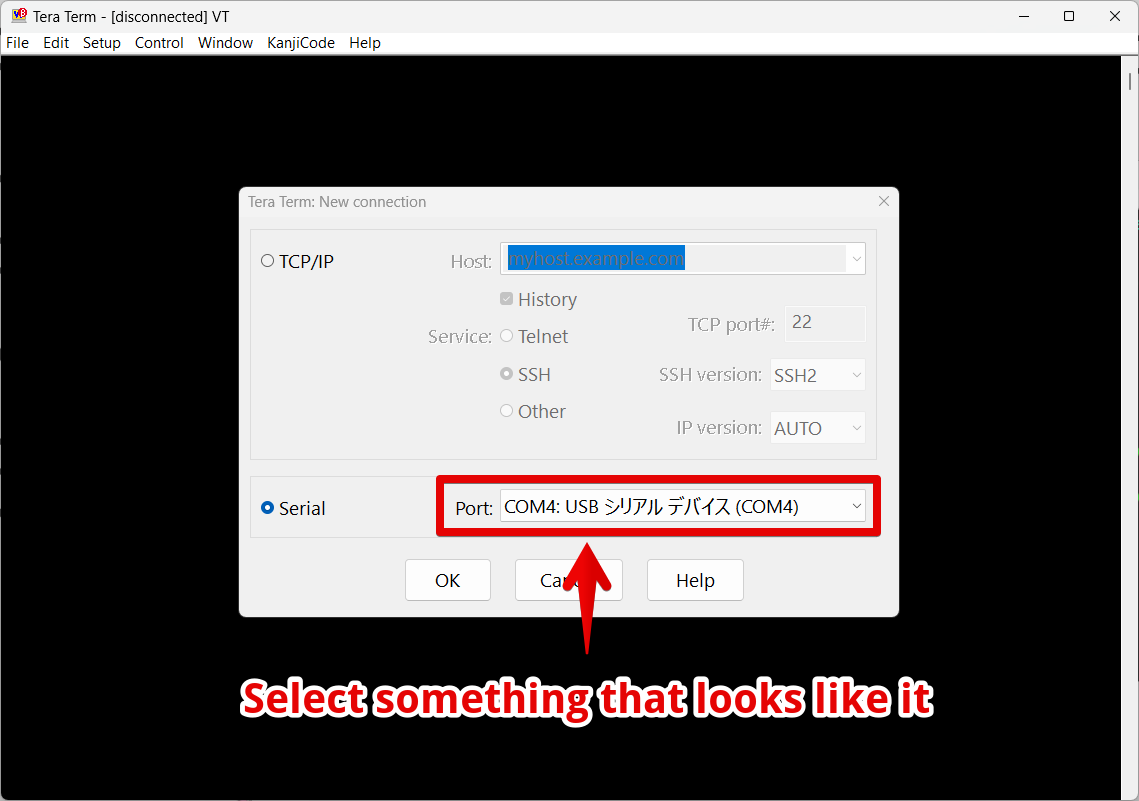 Tera Term - [disconnected] VT
File Edit Setup Control Window KanjiCode Help
Tera Term: New connection
TCP/IP
Host: myhost.example.com
History
Service: Telnet
TCP port#: 22
SSH
SSH version: SSH2
Other
IP version: AUTO
Serial
Port: COM4: USB シリアル デバイス (COM4)
OK Help
Select something that looks like it